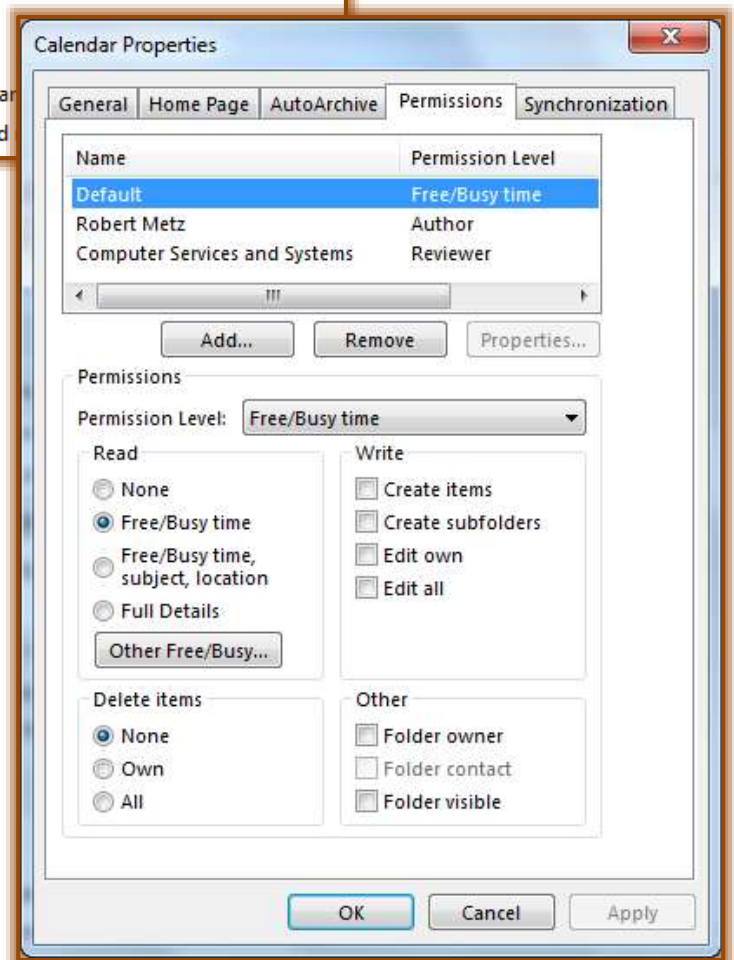 Calendar Properties
General Home Page AutoArchive Permissions Synchronization
Name Permission Level
Default Free/Busy time
Robert Metz Author
Computer Services and Systems Reviewer
Add... Remove Properties...
Permissions
Permission Level: Free/Busy time
Read
None
Free/Busy time
Free/Busy time,
subject, location
Full Details
Other Free/Busy...
Write
Create items
Create subfolders
Edit own
Edit all
Delete items
None
Own
All
Other
Folder owner
Folder contact
Folder visible
OK Cancel Apply